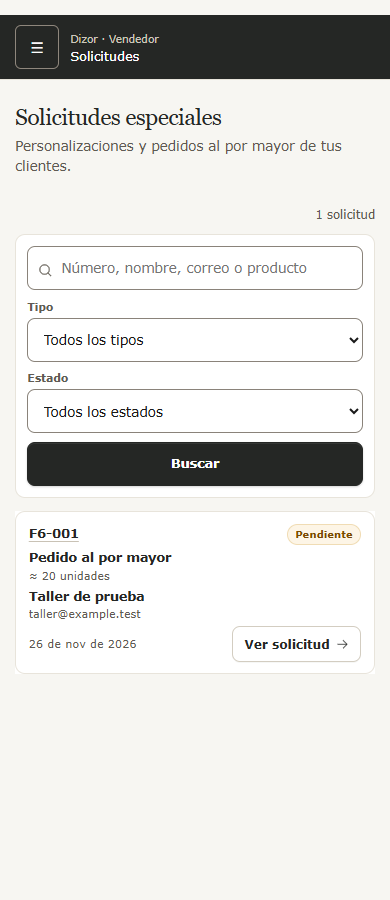 ☰
Dizor · Vendedor
Solicitudes
Solicitudes especiales
Personalizaciones y pedidos al por mayor de tus
clientes.
1 solicitud
Número, nombre, correo o producto
Tipo
Todos los tipos
Estado
Todos los estados
Buscar
F6-001
Pendiente
Pedido al por mayor
≈ 20 unidades
Taller de prueba
taller@example.test
26 de nov de 2026
Ver solicitud →